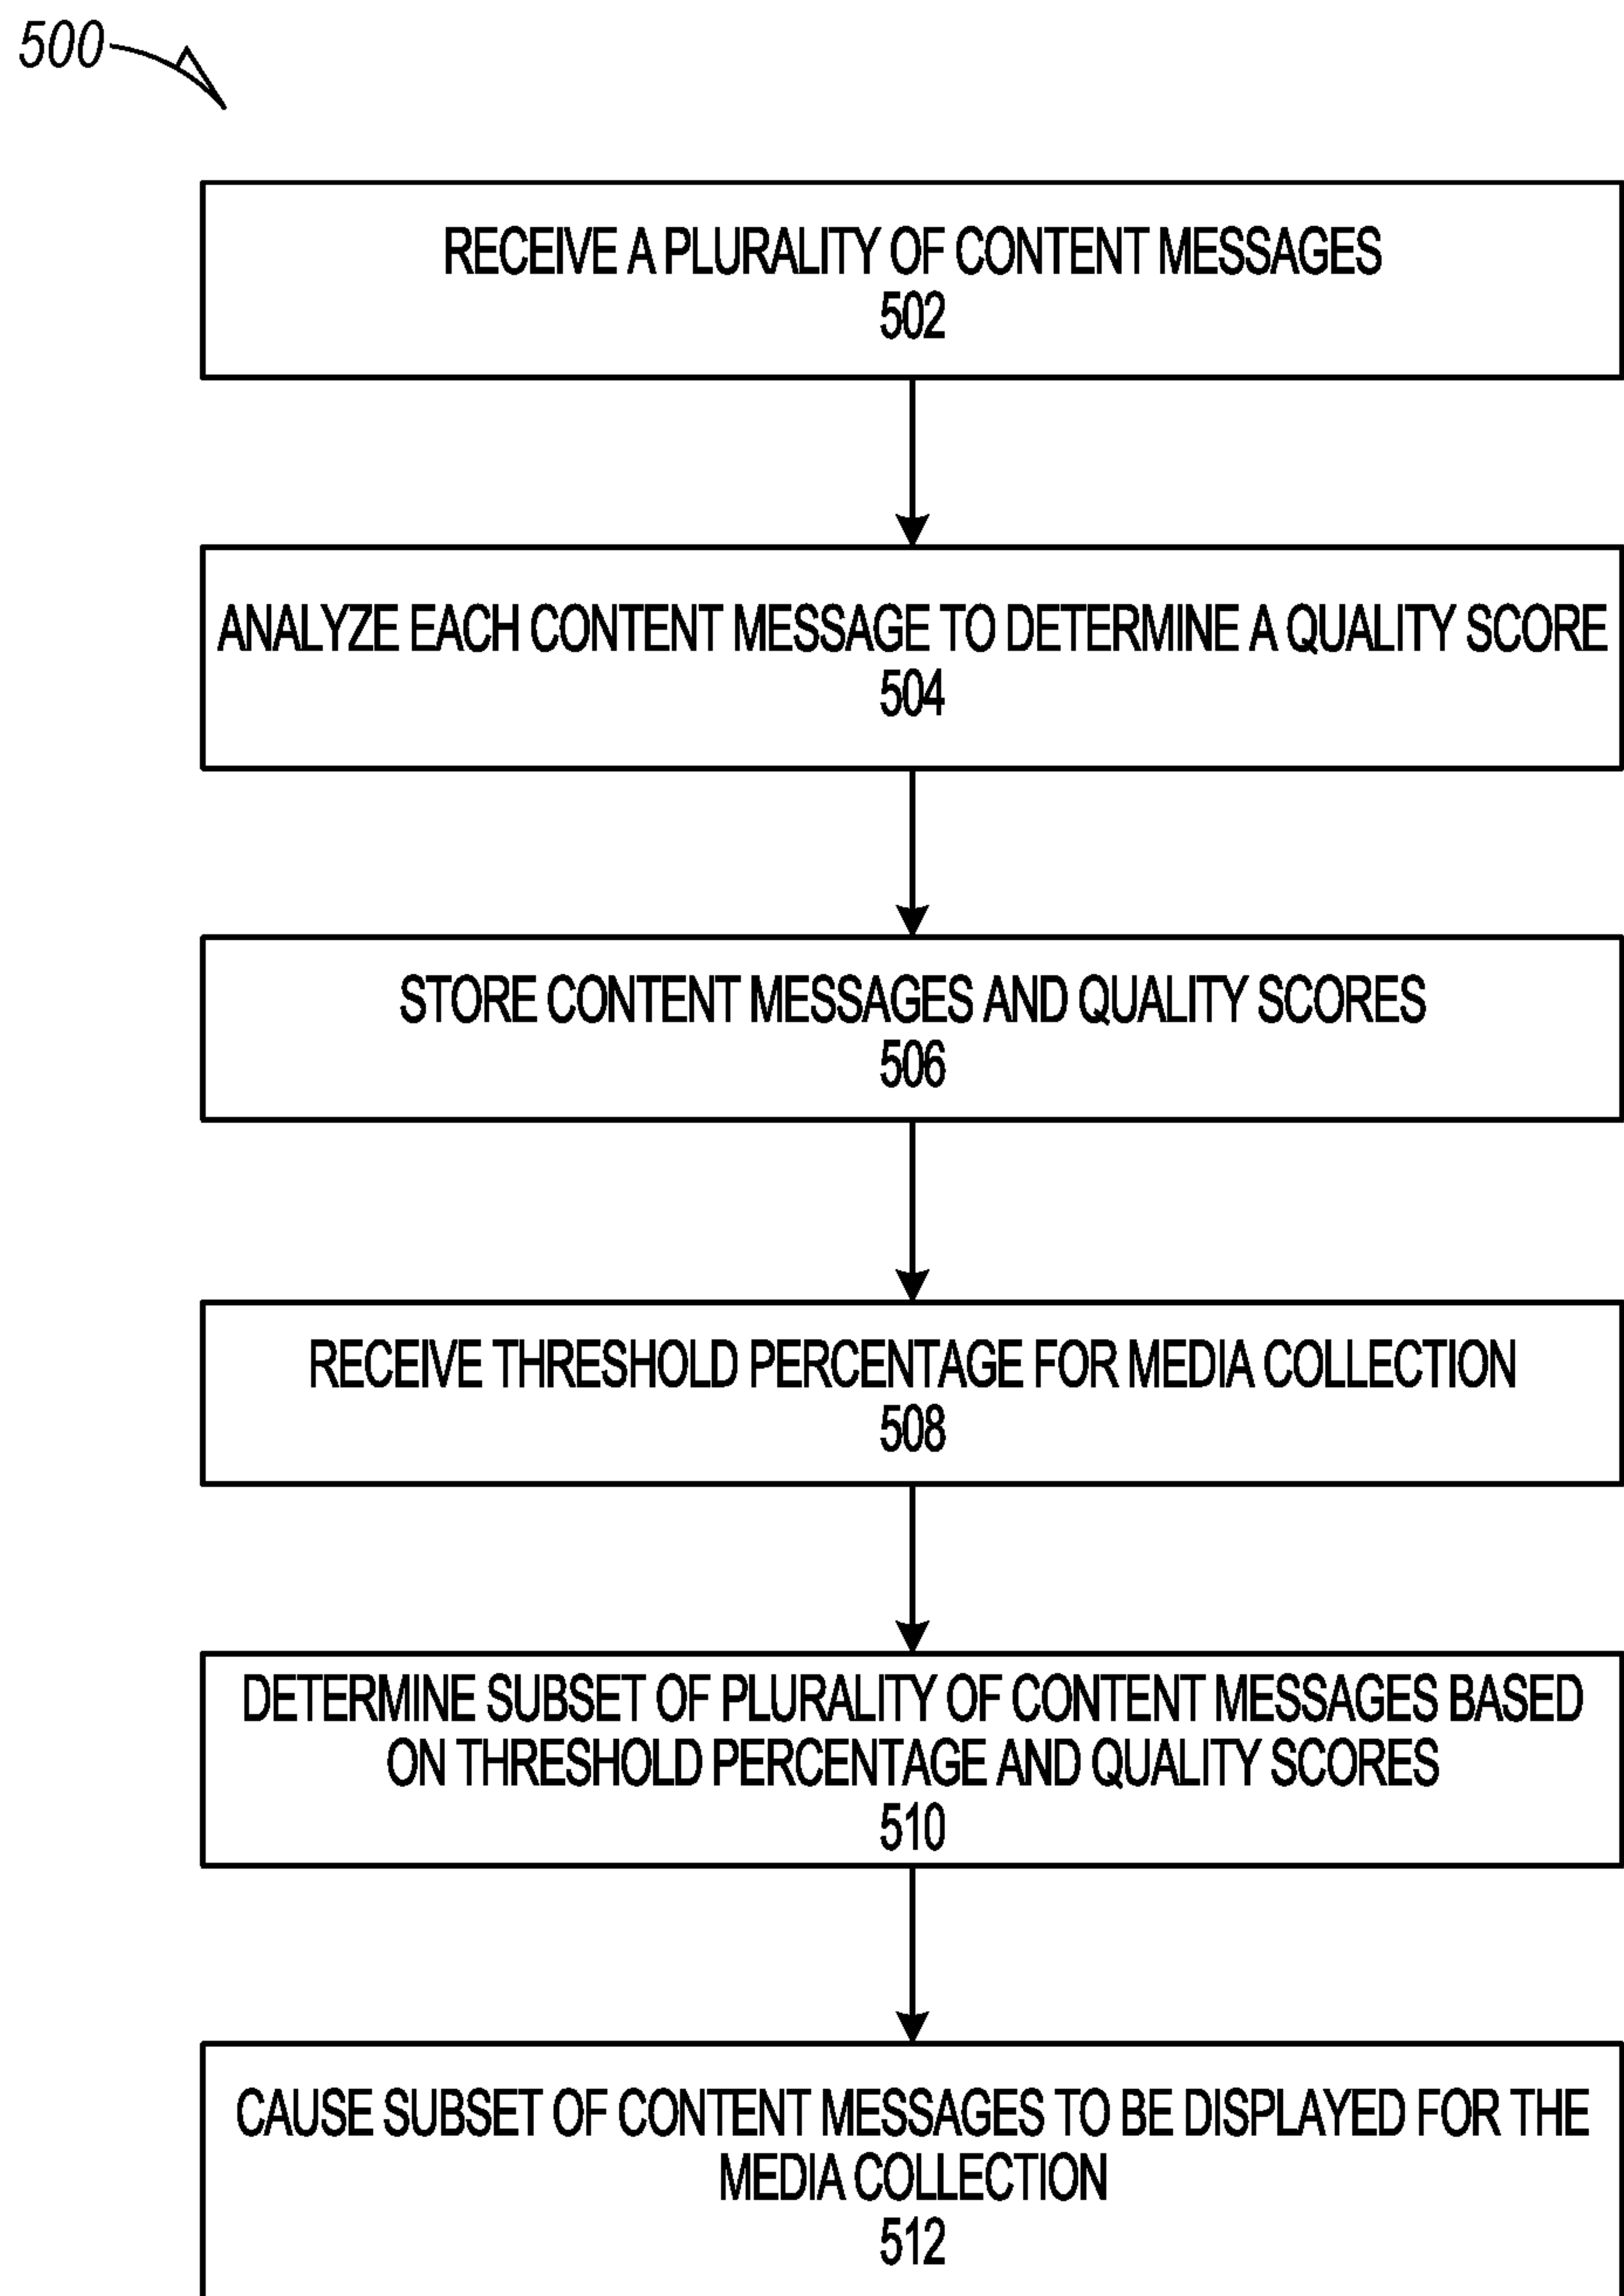 500
RECEIVE A PLURALITY OF CONTENT MESSAGES
502
ANALYZE EACH CONTENT MESSAGE TO DETERMINE A QUALITY SCORE
504
STORE CONTENT MESSAGES AND QUALITY SCORES
506
RECEIVE THRESHOLD PERCENTAGE FOR MEDIA COLLECTION
508
DETERMINE SUBSET OF PLURALITY OF CONTENT MESSAGES BASED
ON THRESHOLD PERCENTAGE AND QUALITY SCORES
510
CAUSE SUBSET OF CONTENT MESSAGES TO BE DISPLAYED FOR THE
MEDIA COLLECTION
512